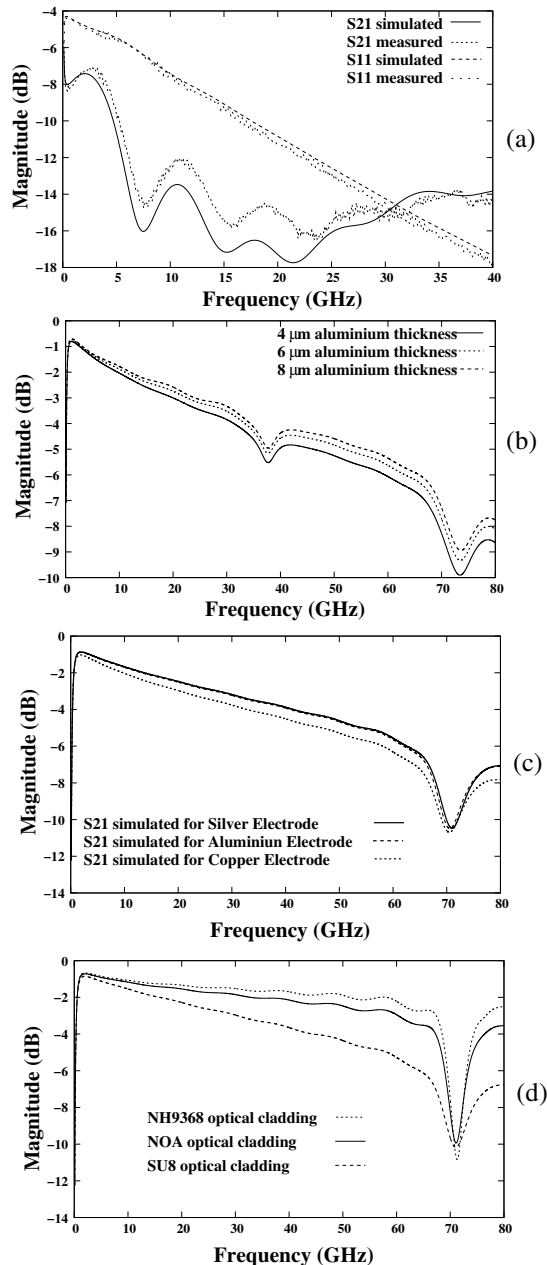 S21 simulated
S21 measured
S11 simulated
S11 measured
-4
-6
-8
-10
-12
-14
-16
-18
Magnitude (dB)
0 5 10 15 20 25 30 35 40
Frequency (GHz)
(a)
4 μm aluminium thickness
6 μm aluminium thickness
8 μm aluminium thickness
0
-1
-2
-3
-4
-5
-6
-7
-8
-9
-10
Magnitude (dB)
0 10 20 30 40 50 60 70 80
Frequency (GHz)
(b)
0
-2
-4
-6
-8
-10
-12
-14
Magnitude (dB)
S21 simulated for Silver Electrode
S21 simulated for Aluminiun Electrode
S21 simulated for Copper Electrode
0 10 20 30 40 50 60 70 80
Frequency (GHz)
(c)
0
-2
-4
-6
-8
-10
-12
-14
Magnitude (dB)
NH9368 optical cladding
NOA optical cladding
SU8 optical cladding
0 10 20 30 40 50 60 70 80
Frequency (GHz)
(d)